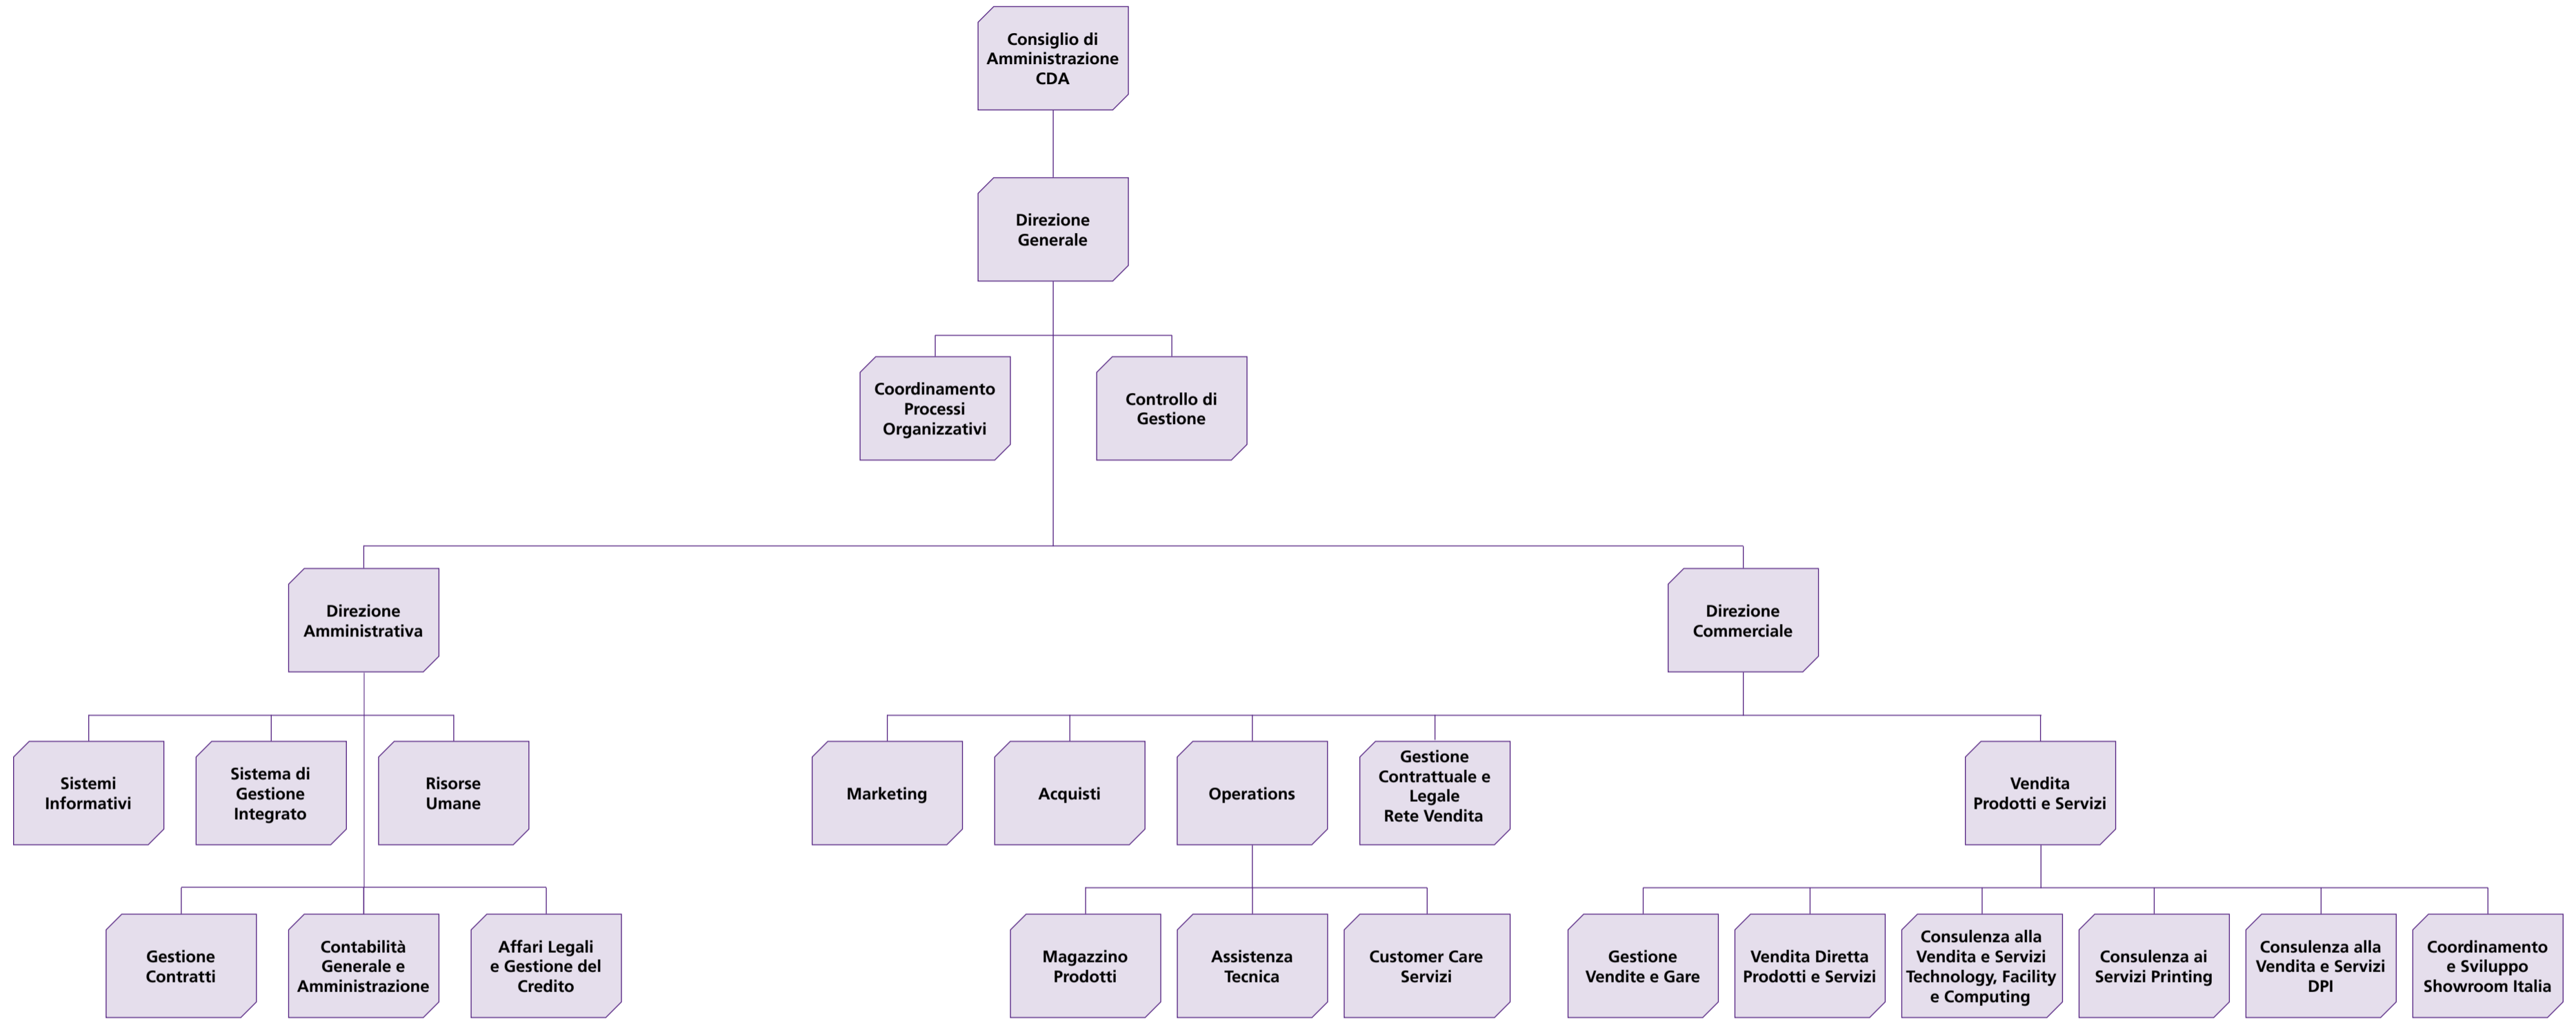 Consiglio di
Amministrazione
CDA
Direzione
Generale
Coordinamento
Processi
Organizzativi
Controllo di
Gestione
Direzione
Amministrativa
Direzione
Commerciale
Sistemi
Informativi
Sistema di
Gestione
Integrato
Risorse
Umane
Marketing
Acquisti
Operations
Gestione
Contrattuale e
Legale
Rete Vendita
Vendita
Prodotti e Servizi
Gestione
Contratti
Contabilità
Generale e
Amministrazione
Affari Legali
e Gestione del
Credito
Magazzino
Prodotti
Assistenza
Tecnica
Customer Care
Servizi
Gestione
Vendite e Gare
Vendita Diretta
Prodotti e Servizi
Consulenza alla
Vendita e Servizi
Technology, Facility
e Computing
Consulenza ai
Servizi Printing
Consulenza alla
Vendita e Servizi
DPI
Coordinamento
e Sviluppo
Showroom Italia